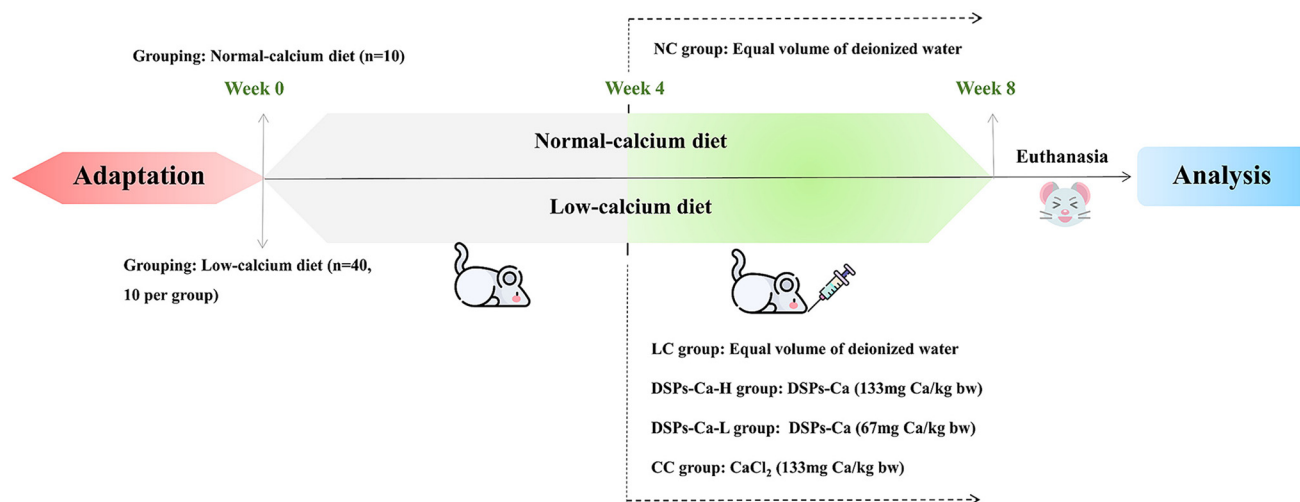 NC group: Equal volume of deionized water
Grouping: Normal-calcium diet (n=10)
Week 0
Week 4
Week 8
Normal-calcium diet
Adaptation
Euthanasia
Analysis
Low-calcium diet
Grouping: Low-calcium diet (n=40,
10 per group)
LC group: Equal volume of deionized water
DSPs-Ca-H group: DSPs-Ca (133mg Ca/kg bw)
DSPs-Ca-L group: DSPs-Ca (67mg Ca/kg bw)
CC group: CaCl₂ (133mg Ca/kg bw)